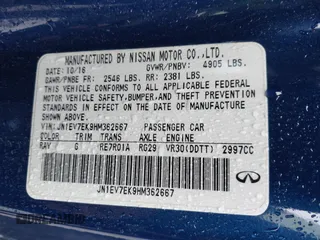 MANUFACTURED BY NISSAN MOTOR CO.,LTD.
DATE: 10/16 GVWR/PNBV: 4905 LBS.
GAWR/PNBE FR: 2546 LBS. RR: 2381 LBS.
THIS VEHICLE CONFORMS TO ALL APPLICABLE FEDERAL
MOTOR VEHICLE SAFETY, BUMPER, AND THEFT PREVENTION
STANDARDS IN EFFECT ON THE DATE OF
MANUFACTURE SHOWN ABOVE.
VIN: JN1EV7EK9HM362667 PASSENGER CAR
COLOR TRIM TRANS AXLE ENGINE
RAY G RE7R01A RG29 VR30(DDTT) 2997CC
JN1EV7EK9HM362667
INFINITI